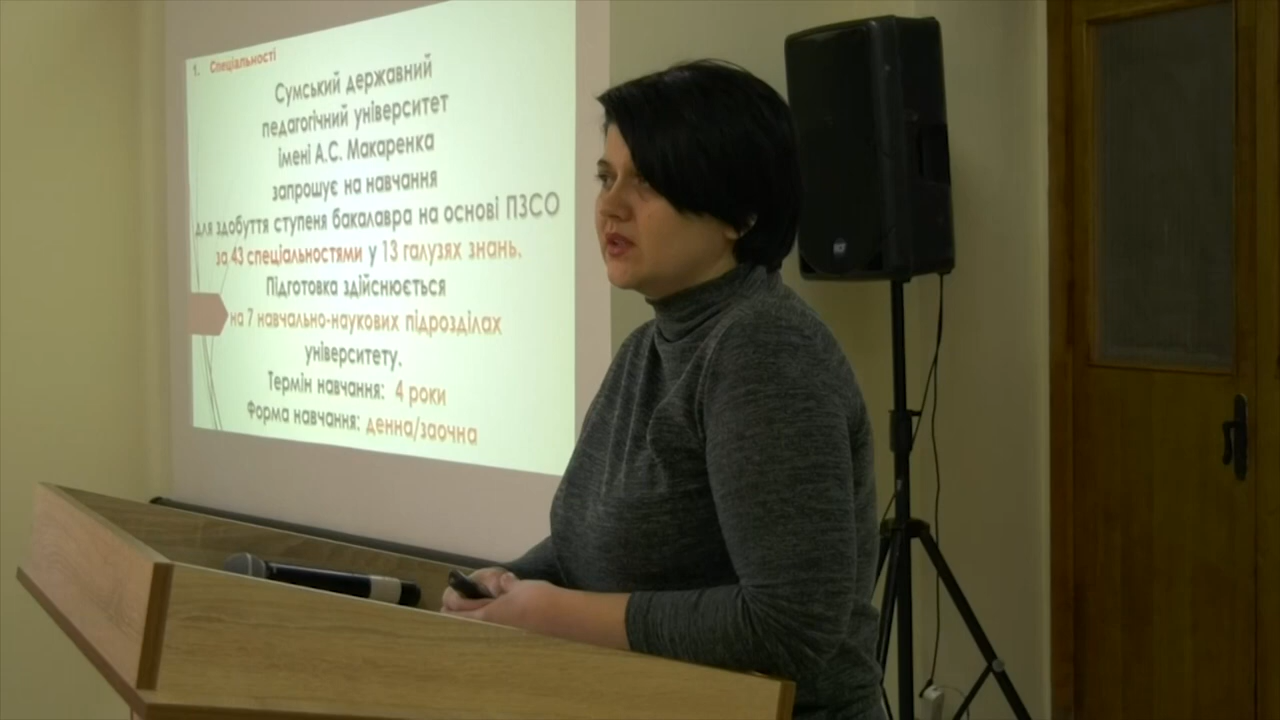 1. Спеціальності
Сумський державний
педагогічний університет
імені А.С. Макаренка
запрошує на навчання
для здобуття ступеня бакалавра на основі ПЗСО
за 43 спеціальностями у 13 галузях знань.
Підготовка здійснюється
на 7 навчально-наукових підрозділах
університету.
Термін навчання: 4 роки
Форма навчання: денна/заочна